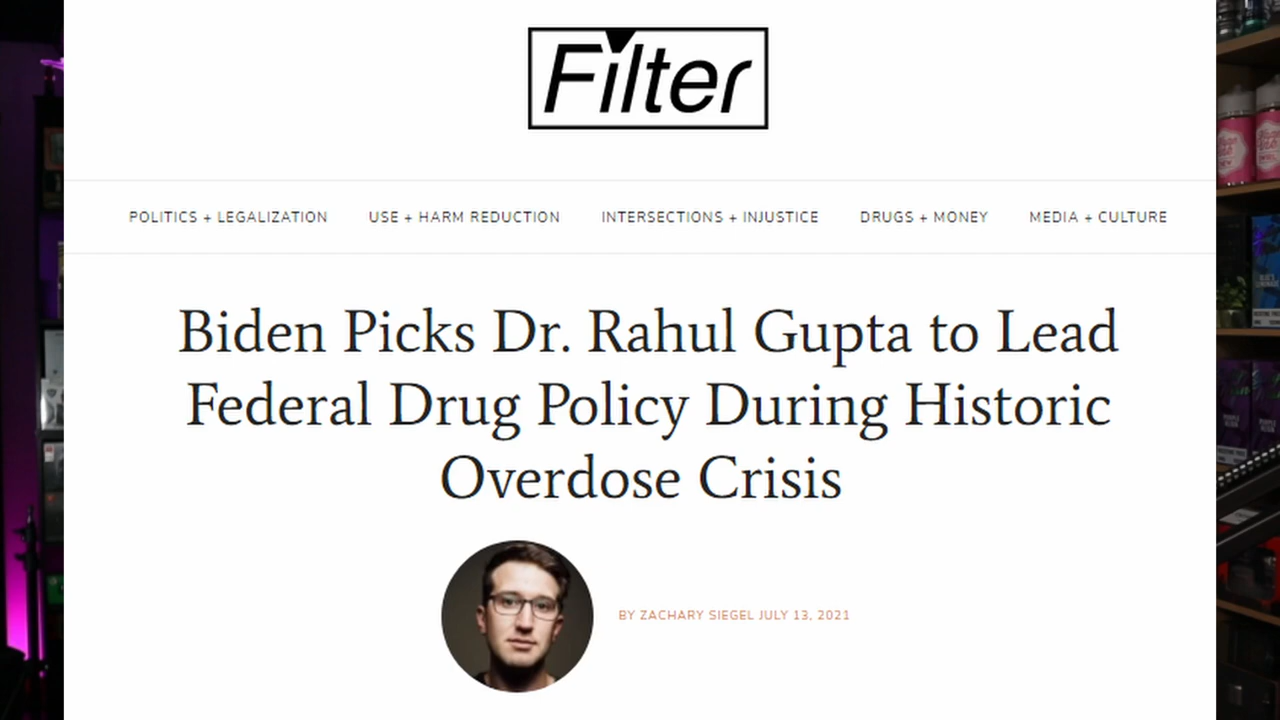 Filter
POLITICS + LEGALIZATION USE + HARM REDUCTION INTERSECTIONS + INJUSTICE DRUGS + MONEY MEDIA + CULTURE
Biden Picks Dr. Rahul Gupta to Lead
Federal Drug Policy During Historic
Overdose Crisis
BY ZACHARY SIEGEL JULY 13, 2021